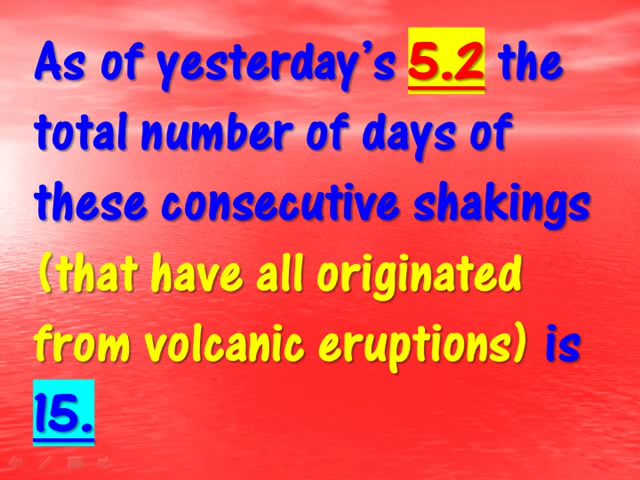 As of yesterday’s 5.2 the
total number of days of
these consecutive shakings
(that have all originated
from volcanic eruptions) is
15.